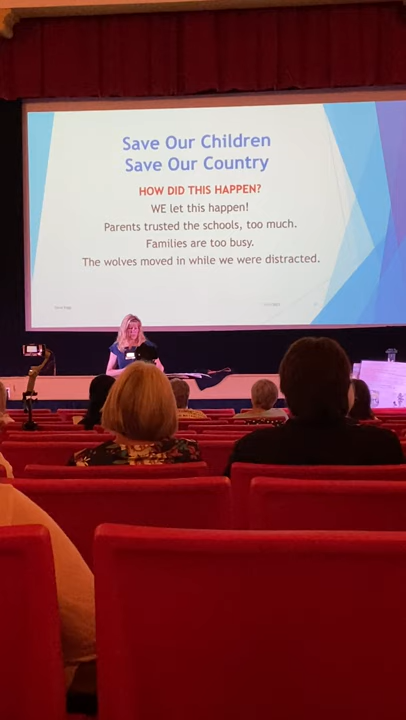 Save Our Children
Save Our Country
HOW DID THIS HAPPEN?
WE let this happen!
Parents trusted the schools, too much.
Families are too busy.
The wolves moved in while we were distracted.